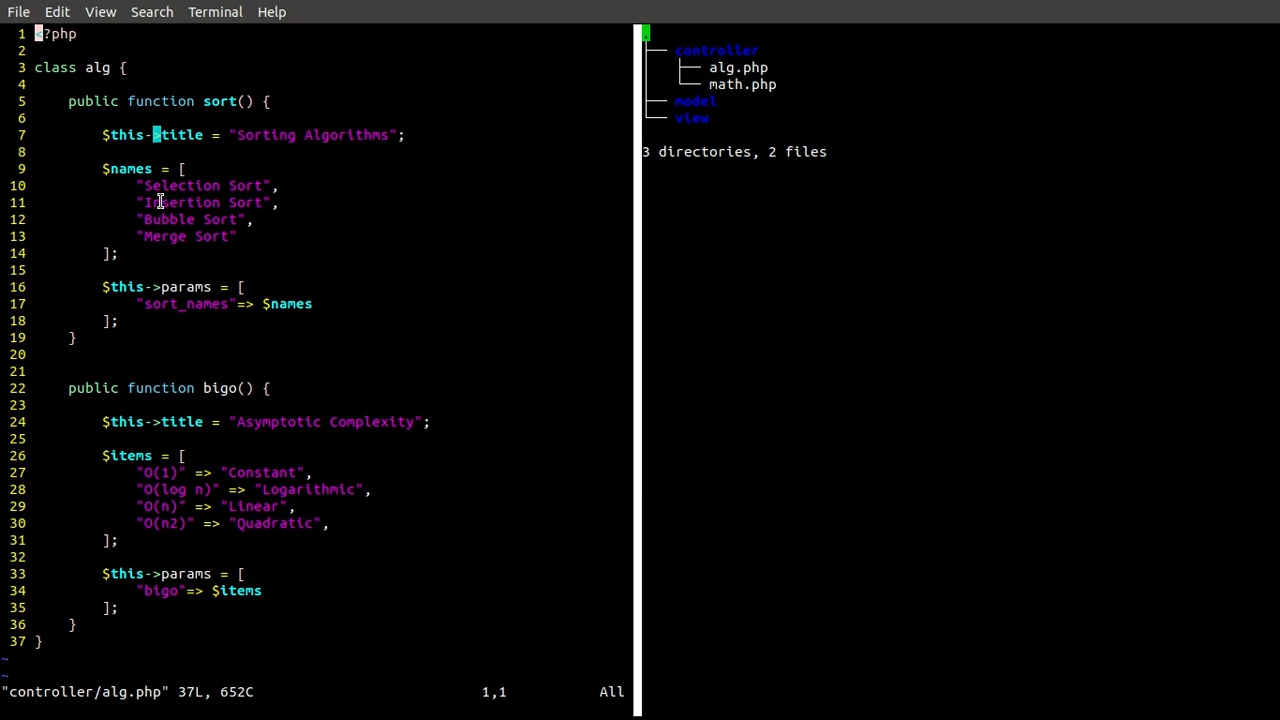 File Edit View Search Terminal Help
1 <?php
2
3 class alg {
4
5 public function sort() {
6
7 $this->title = "Sorting Algorithms";
8
9 $names = [
10 "Selection Sort",
11 "Insertion Sort",
12 "Bubble Sort",
13 "Merge Sort"
14 ];
15
16 $this->params = [
17 "sort_names"=> $names
18 ];
19 }
20
21
22 public function bigo() {
23
24 $this->title = "Asymptotic Complexity";
25
26 $items = [
27 "O(1)" => "Constant",
28 "O(log n)" => "Logarithmic",
29 "O(n)" => "Linear",
30 "O(n2)" => "Quadratic",
31 ];
32
33 $this->params = [
34 "bigo"=> $items
35 ];
36 }
37 }
~
~
"controller/alg.php" 37L, 652C 1,1 All
.
├── controller
│   ├── alg.php
│   └── math.php
├── model
└── view
3 directories, 2 files